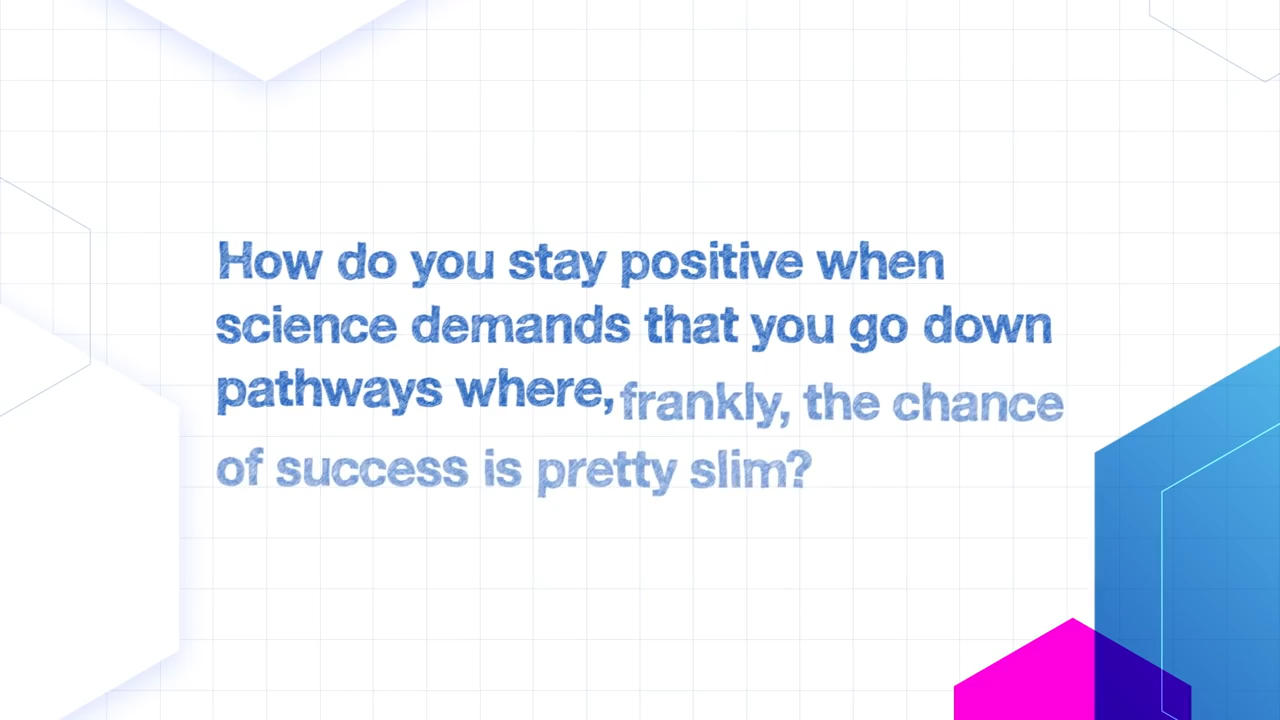 How do you stay positive when
science demands that you go down
pathways where, frankly, the chance
of success is pretty slim?